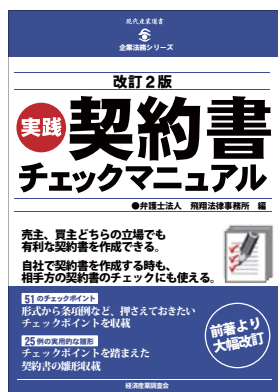 現代産業選書
企業法務シリーズ
改訂2版
実践
契約書
チェックマニュアル
●弁護士法人 飛翔法律事務所 編
売主、買主どちらの立場でも
有利な契約書を作成できる。
自社で契約書を作成する時も、
相手方の契約書のチェックにも使える。
51のチェックポイント
形式から条項例など、押さえておきたい
チェックポイントを収載
25例の実用的な雛形
チェックポイントを踏まえた
契約書の雛形収載
前著より
大幅改訂
経済産業調査会